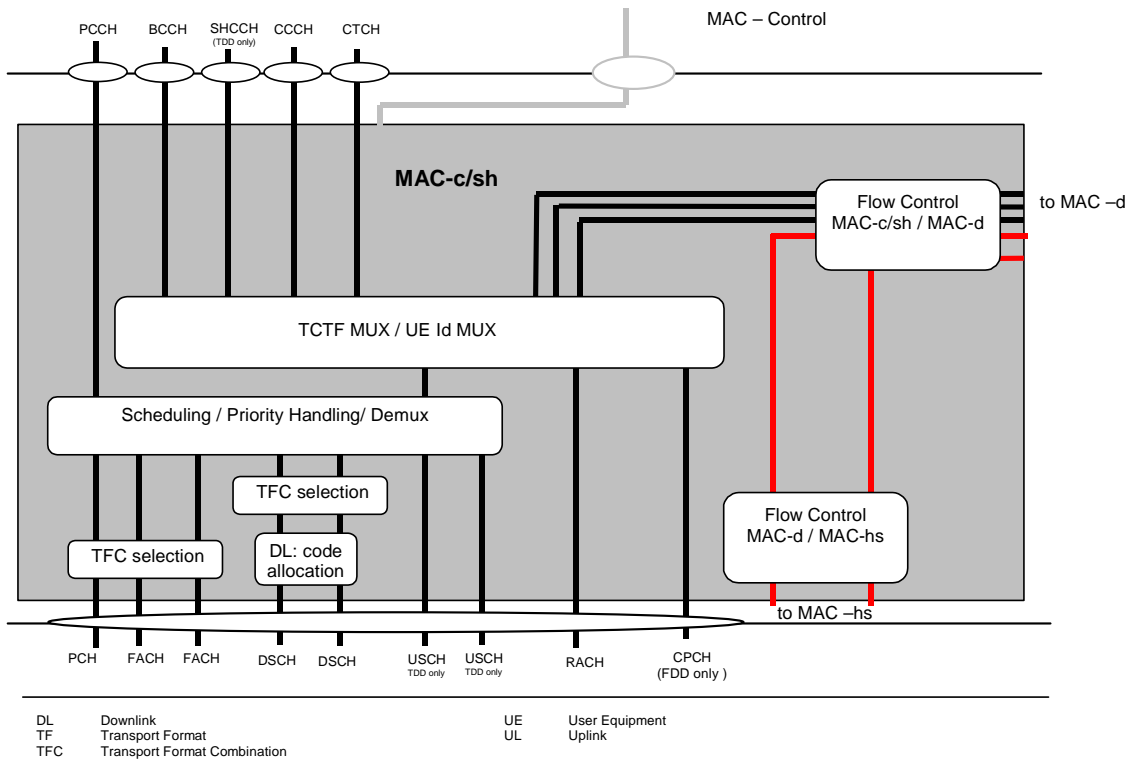 MAC – Control
PCCH BCCH SHCCH CCCH CTCH
(TDD only)
MAC-c/sh
Flow Control
MAC-c/sh / MAC-d
to MAC –d
TCTF MUX / UE Id MUX
Scheduling / Priority Handling/ Demux
TFC selection
Flow Control
MAC-d / MAC-hs
TFC selection
DL: code
allocation
to MAC –hs
PCH FACH FACH DSCH DSCH USCH USCH RACH CPCH
TDD only TDD only (FDD only )
DL Downlink UE User Equipment
TF Transport Format UL Uplink
TFC Transport Format Combination